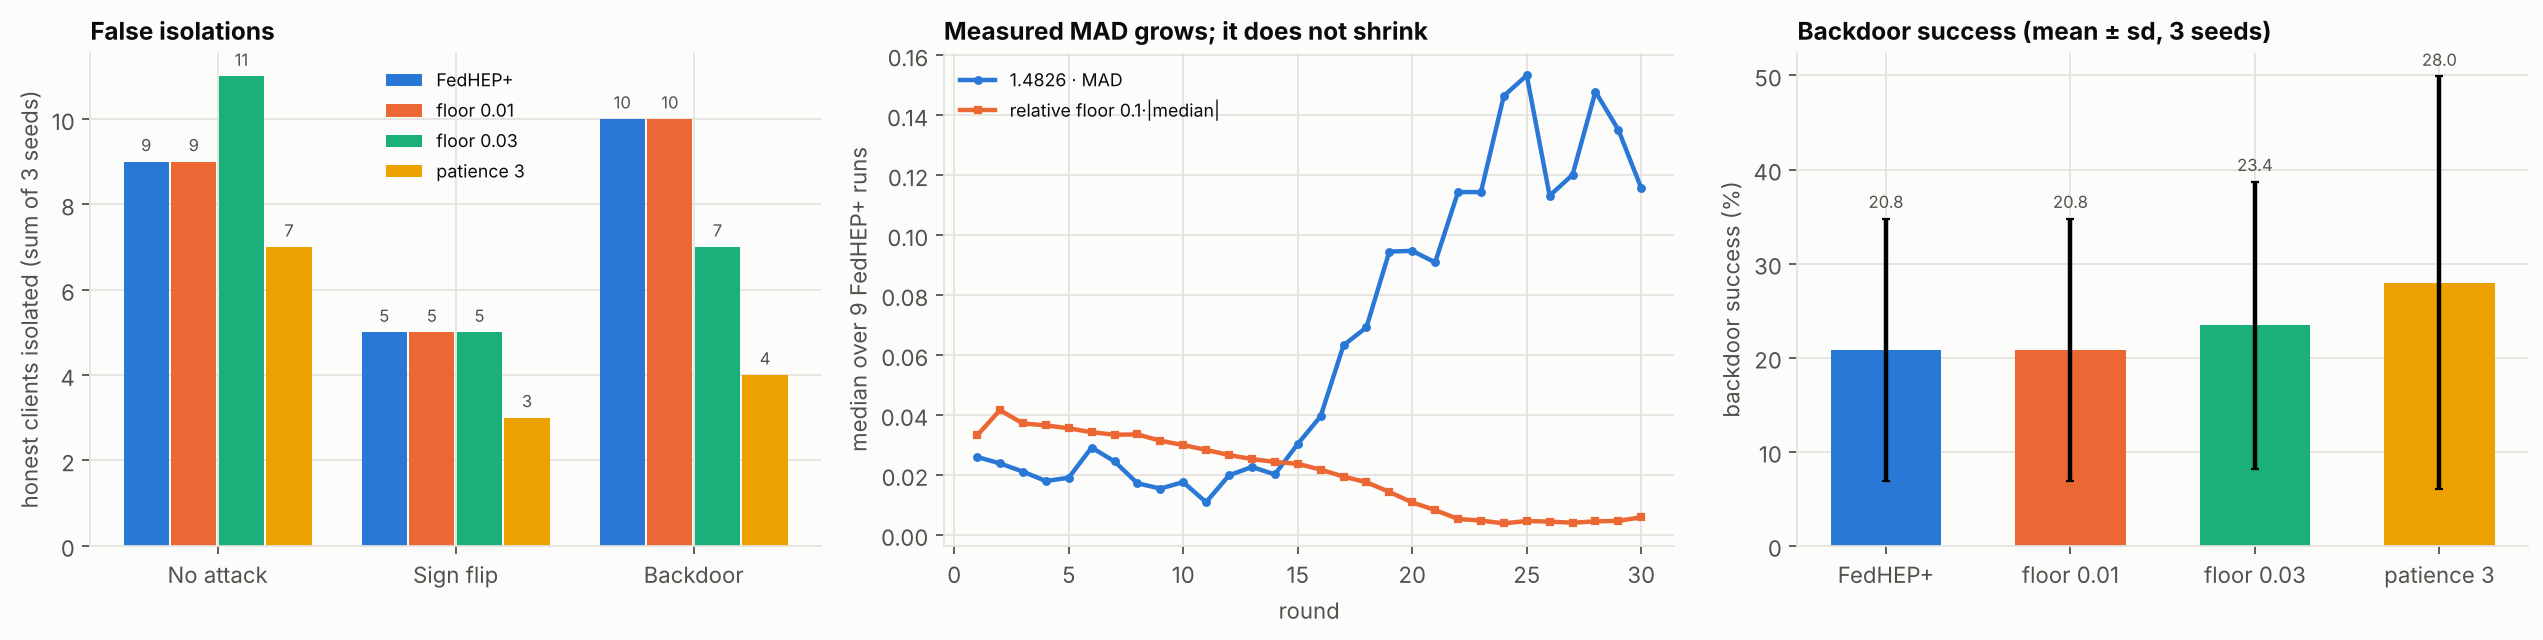 False isolations
honest clients isolated (sum of 3 seeds)
10
8
6
4
2
0
FedHEP+
floor 0.01
floor 0.03
patience 3
9
9
11
7
5
5
5
3
10
10
7
4
No attack
Sign flip
Backdoor
Measured MAD grows; it does not shrink
median over 9 FedHEP+ runs
0.16
0.14
0.12
0.10
0.08
0.06
0.04
0.02
0.00
1.4826 · MAD
relative floor 0.1·|median|
0
5
10
15
20
25
30
round
Backdoor success (mean ± sd, 3 seeds)
backdoor success (%)
50
40
30
20
10
0
20.8
20.8
23.4
28.0
FedHEP+
floor 0.01
floor 0.03
patience 3